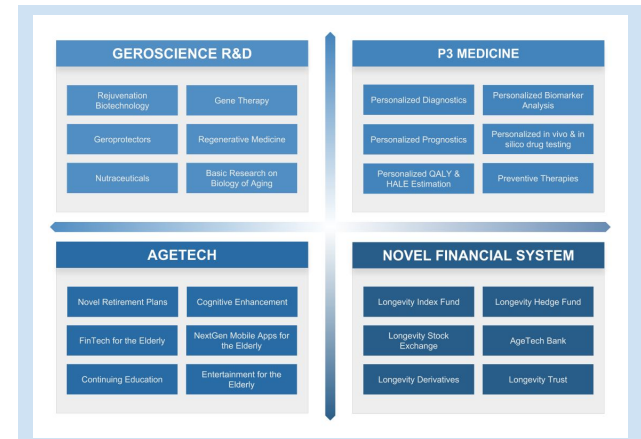 GEROSCIENCE R&D
Rejuvenation
Biotechnology
Gene Therapy
Geroprotectors
Regenerative Medicine
Nutraceuticals
Basic Research on
Biology of Aging
P3 MEDICINE
Personalized Diagnostics
Personalized Biomarker
Analysis
Personalized Prognostics
Personalized in vivo & in
silico drug testing
Personalized QALY &
HALE Estimation
Preventive Therapies
AGETECH
Novel Retirement Plans
Cognitive Enhancement
FinTech for the Elderly
NextGen Mobile Apps for
the Elderly
Continuing Education
Entertainment for the
Elderly
NOVEL FINANCIAL SYSTEM
Longevity Index Fund
Longevity Hedge Fund
Longevity Stock
Exchange
AgeTech Bank
Longevity Derivatives
Longevity Trust